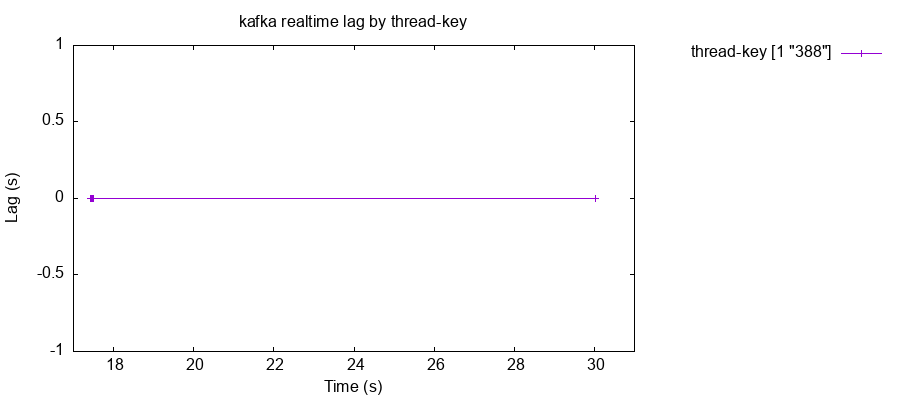 kafka realtime lag by thread-key
thread-key [1 "388"]
1
0.5
0
-0.5
-1
Lag (s)
18 20 22 24 26 28 30
Time (s)